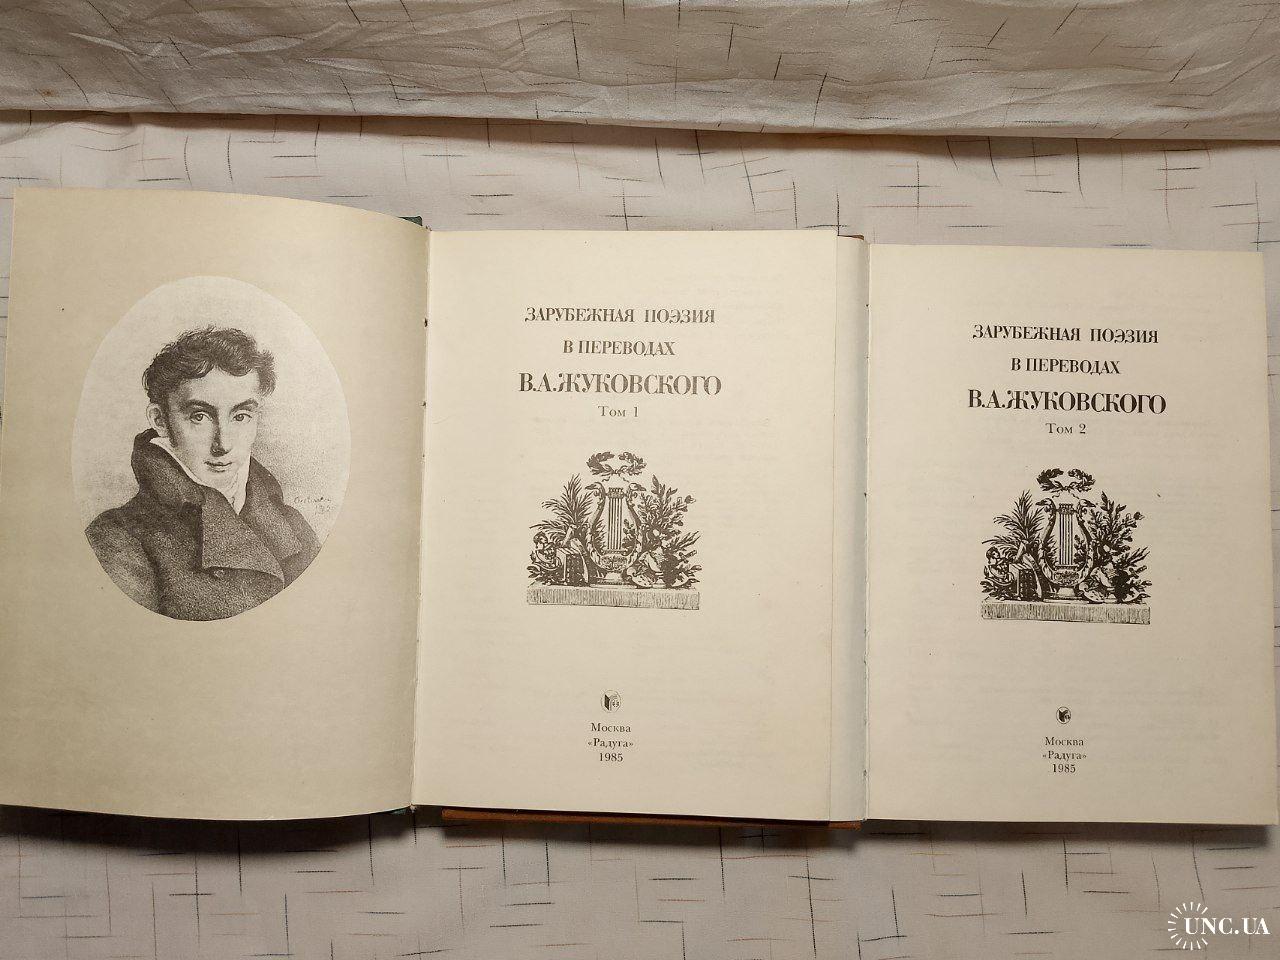 ЗАРУБЕЖНАЯ ПОЭЗИЯ
В ПЕРЕВОДАХ
В.А.ЖУКОВСКОГО
Том 1
Москва
«Радуга»
1985
ЗАРУБЕЖНАЯ ПОЭЗИЯ
В ПЕРЕВОДАХ
В.А.ЖУКОВСКОГО
Том 2
Москва
«Радуга»
1985
UNC.UA